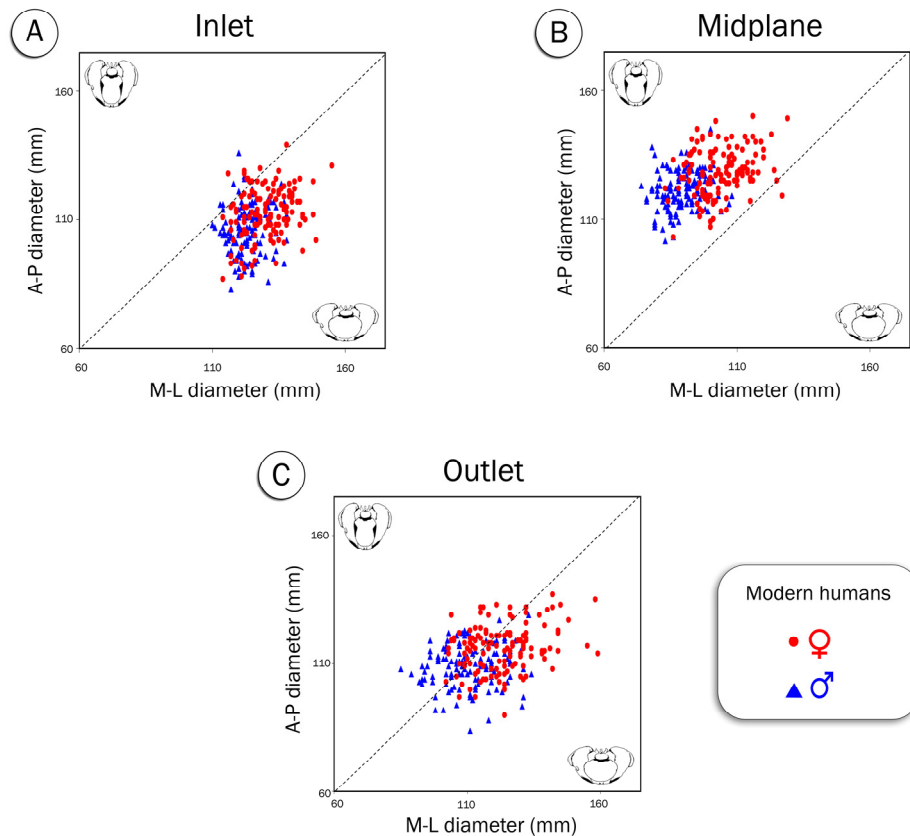 A
Inlet
A-P diameter (mm)
160
110
60
60
110
160
M-L diameter (mm)
B
Midplane
A-P diameter (mm)
160
110
60
60
110
160
M-L diameter (mm)
C
Outlet
A-P diameter (mm)
160
110
60
60
110
160
M-L diameter (mm)
Modern humans
♀
♂